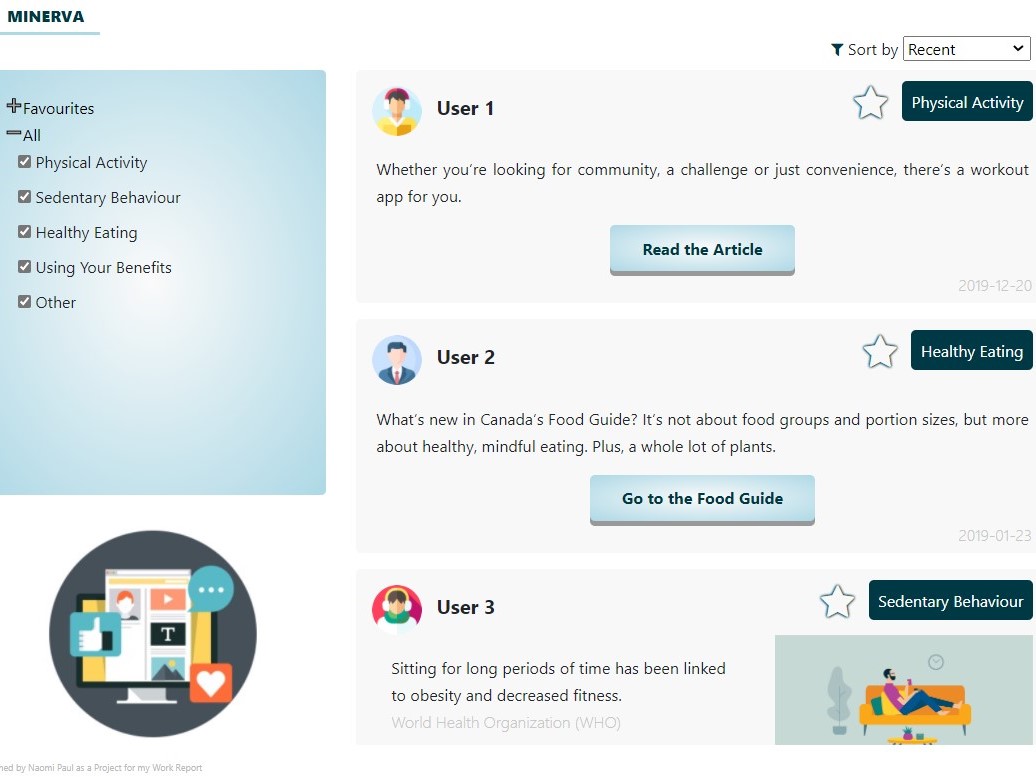 MINERVA
Sort by Recent
Favourites
All
Physical Activity
Sedentary Behaviour
Healthy Eating
Using Your Benefits
Other
User 1
Physical Activity
Whether you're looking for community, a challenge or just convenience, there's a workout
app for you.
Read the Article
2019-12-20
User 2
Healthy Eating
What's new in Canada's Food Guide? It's not about food groups and portion sizes, but more
about healthy, mindful eating. Plus, a whole lot of plants.
Go to the Food Guide
2019-01-23
User 3
Sedentary Behaviour
Sitting for long periods of time has been linked
to obesity and decreased fitness.
World Health Organization (WHO)
T
by Naomi Paul as a Project for my Work Report